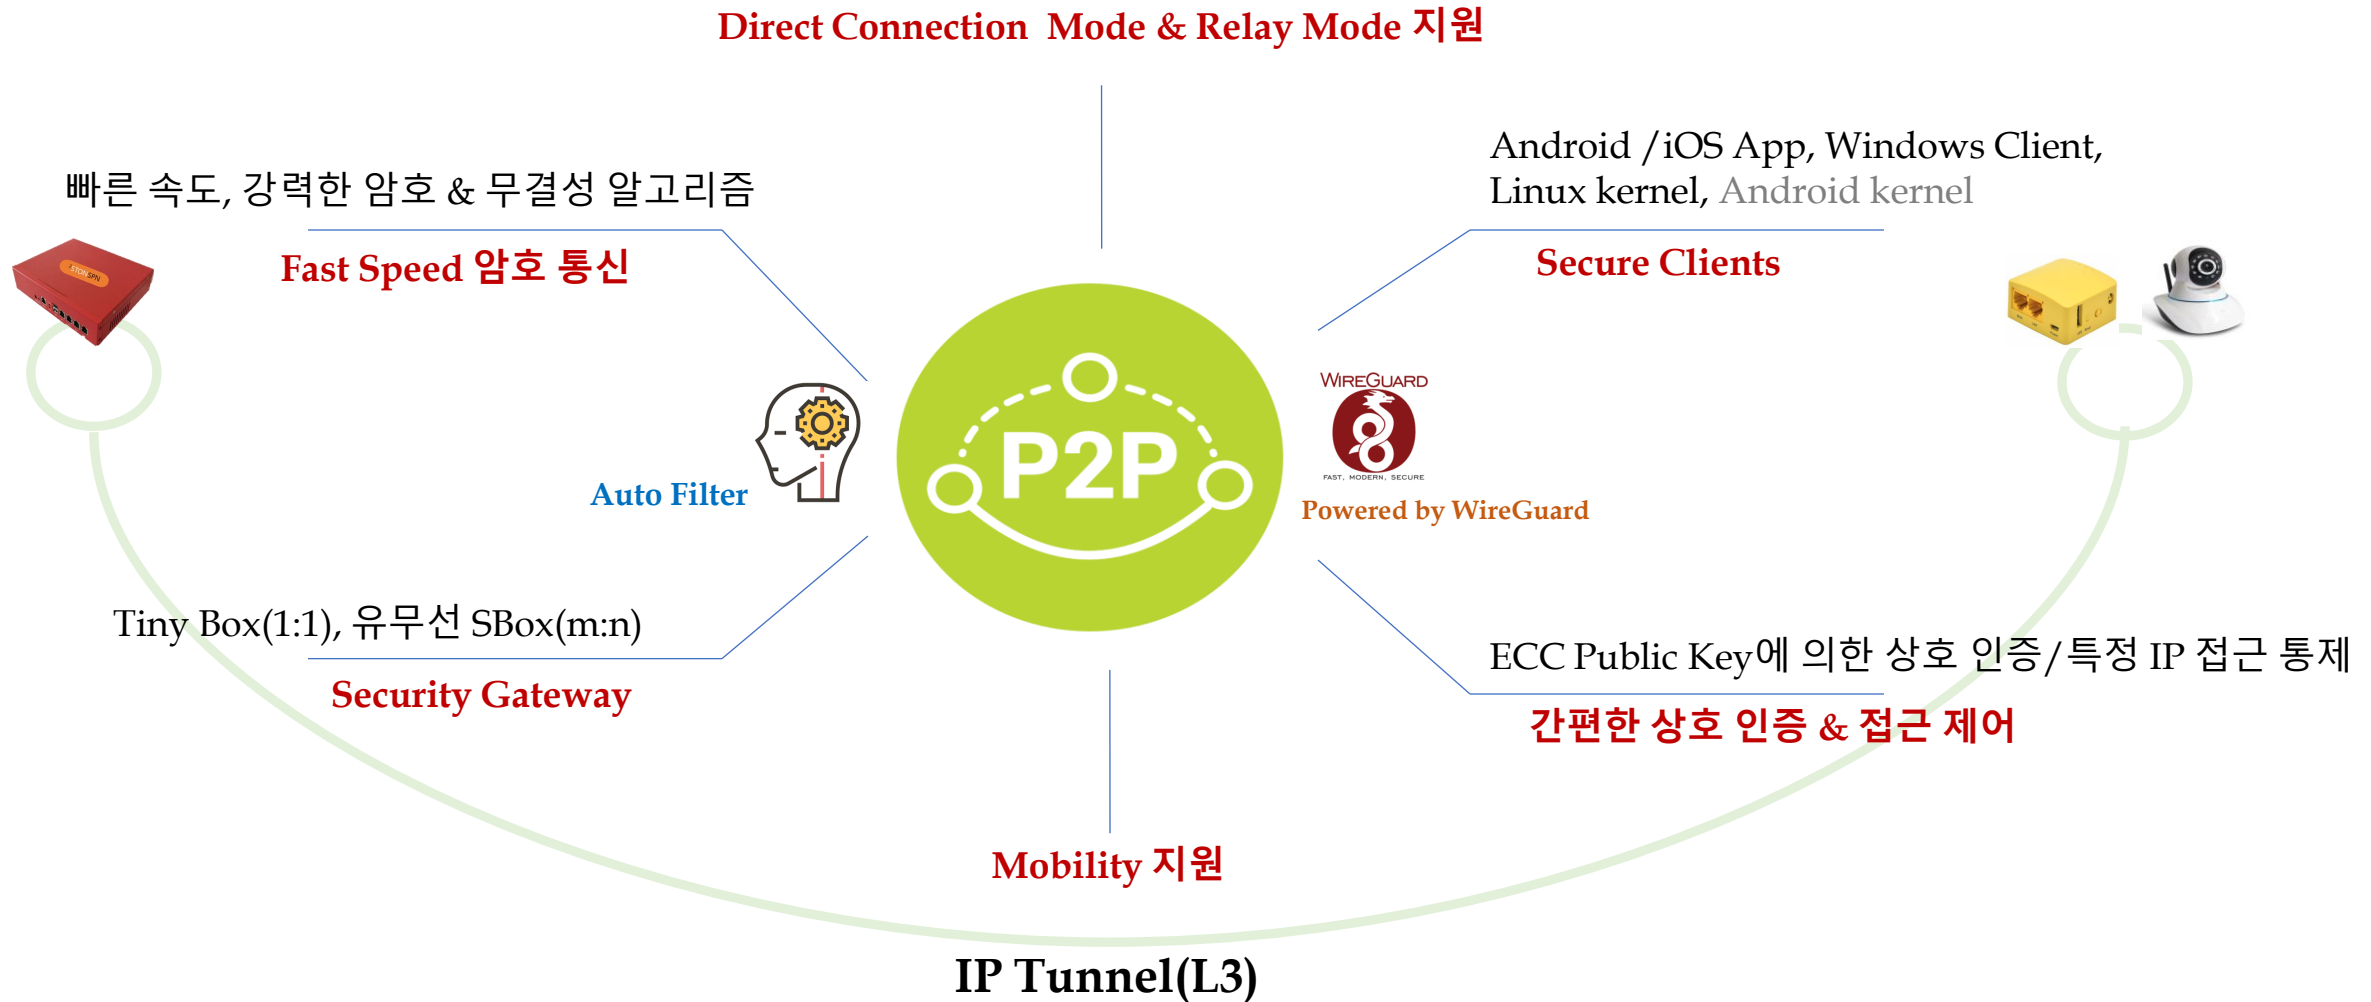 Direct Connection Mode & Relay Mode 지원
빠른 속도, 강력한 암호 & 무결성 알고리즘
Fast Speed 암호 통신
Android /iOS App, Windows Client,
Linux kernel, Android kernel
Secure Clients
WIREGUARD
FAST, MODERN, SECURE
Powered by WireGuard
P2P
Auto Filter
Tiny Box(1:1), 유무선 SBox(m:n)
Security Gateway
ECC Public Key에 의한 상호 인증/특정 IP 접근 통제
간편한 상호 인증 & 접근 제어
Mobility 지원
IP Tunnel(L3)